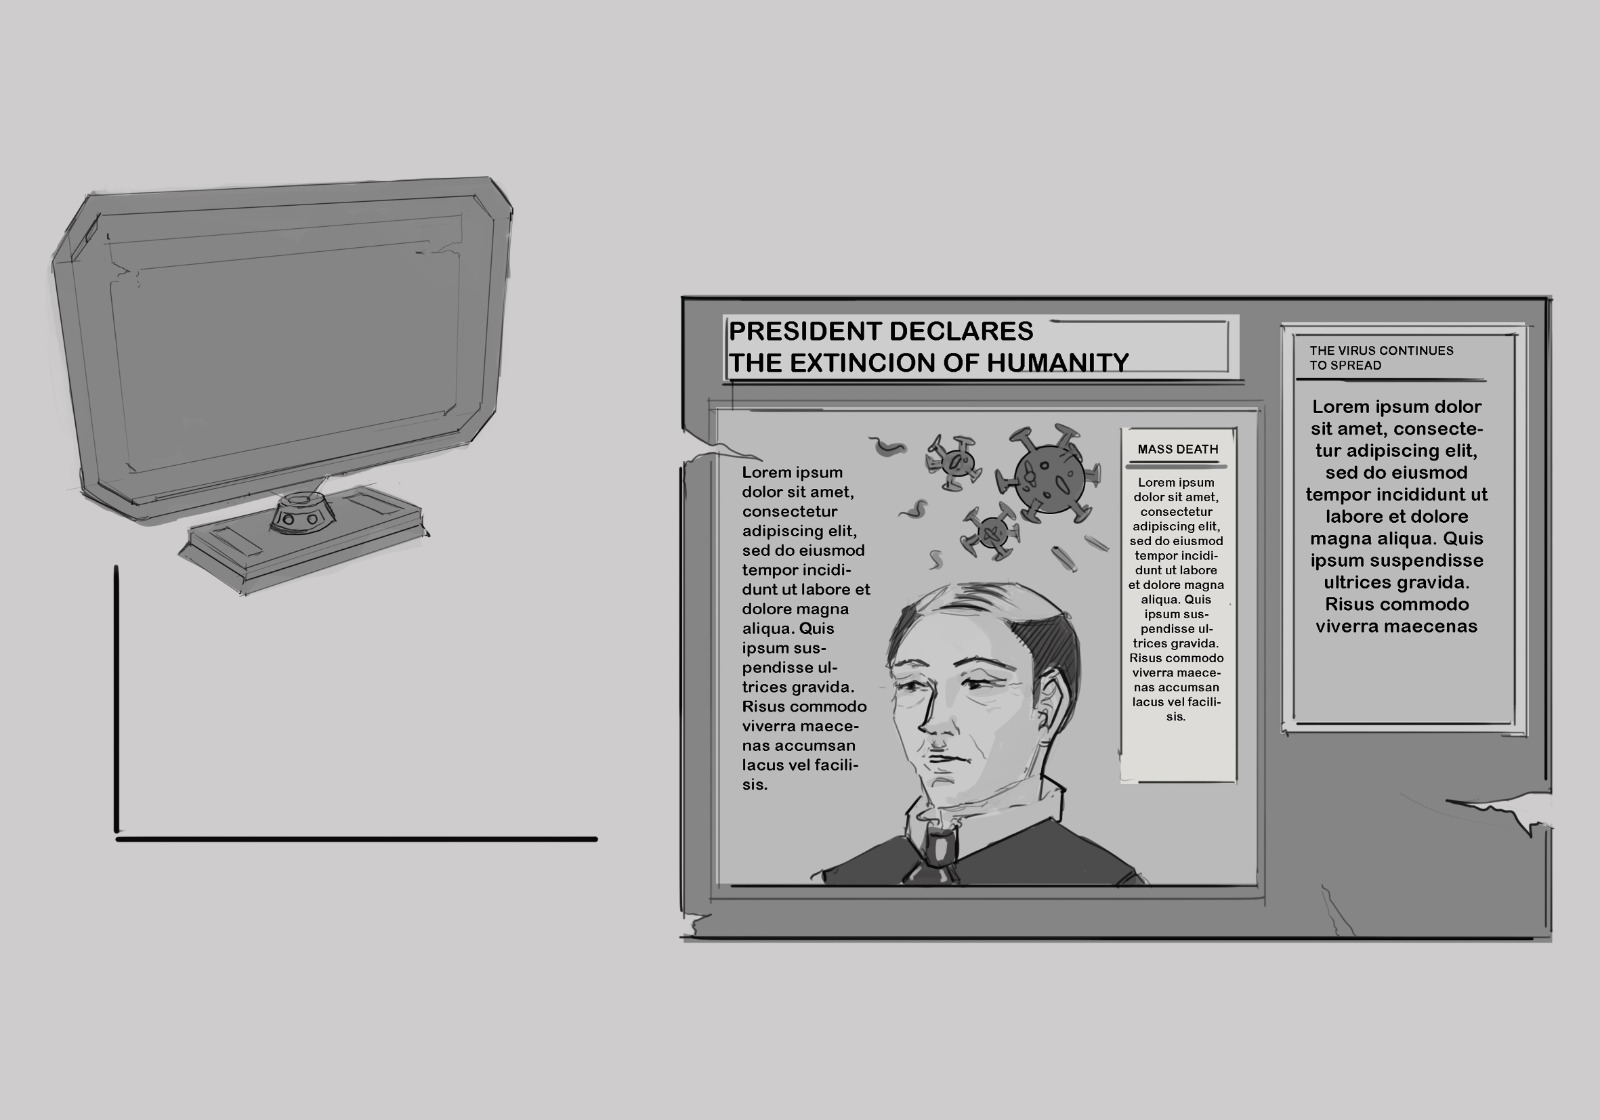 PRESIDENT DECLARES
THE EXTINCION OF HUMANITY
Lorem ipsum
dolor sit amet,
consectetur
adipiscing elit,
sed do eiusmod
tempor incidi-
dunt ut labore et
dolore magna
aliqua. Quis
ipsum sus-
pendisse ul-
trices gravida.
Risus commodo
viverra maece-
nas accumsan
lacus vel facili-
sis.
MASS DEATH
Lorem ipsum
dolor sit amet,
consectetur
adipiscing elit,
sed do eiusmod
tempor incidi-
dunt ut labore
et dolore magna
aliqua. Quis
ipsum sus-
pendisse ul-
trices gravida.
Risus commodo
viverra maece-
nas accumsan
lacus vel facili-
sis.
THE VIRUS CONTINUES
TO SPREAD
Lorem ipsum dolor
sit amet, consecte-
tur adipiscing elit,
sed do eiusmod
tempor incididunt ut
labore et dolore
magna aliqua. Quis
ipsum suspendisse
ultrices gravida.
Risus commodo
viverra maecenas